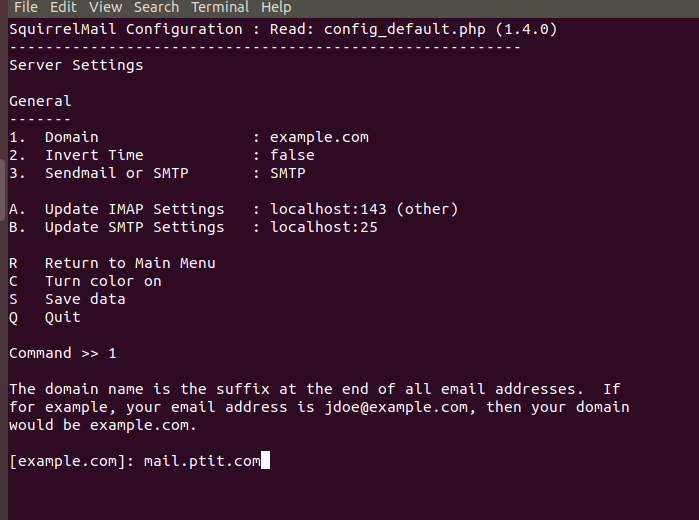 File Edit View Search Terminal Help
SquirrelMail Configuration : Read: config_default.php (1.4.0)
---------------------------------------------------------
Server Settings
General
-------
1.  Domain                 : example.com
2.  Invert Time            : false
3.  Sendmail or SMTP       : SMTP
A.  Update IMAP Settings   : localhost:143 (other)
B.  Update SMTP Settings   : localhost:25
R   Return to Main Menu
C   Turn color on
S   Save data
Q   Quit
Command >> 1
The domain name is the suffix at the end of all email addresses.  If
for example, your email address is jdoe@example.com, then your domain
would be example.com.
[example.com]: mail.ptit.com